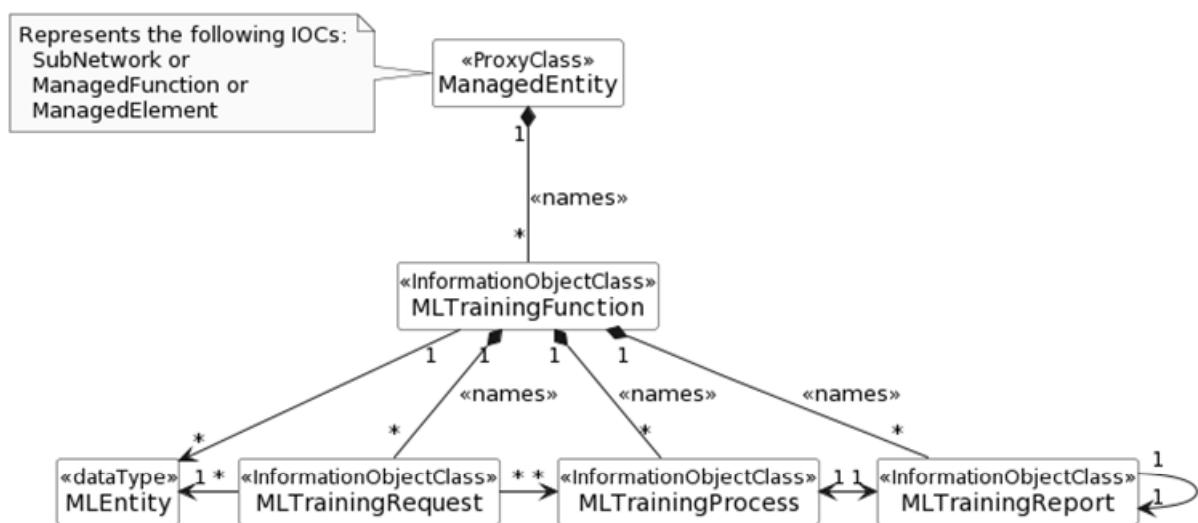 Represents the following IOCs:
SubNetwork or
ManagedFunction or
ManagedElement
«ProxyClass»
ManagedEntity
1
«names»
*
«InformationObjectClass»
MLTrainingFunction
1
1
1
1
«names»
«names»
«names»
*
*
*
*
«dataType»
MLEntity
1 *
«InformationObjectClass»
MLTrainingRequest
* *
«InformationObjectClass»
MLTrainingProcess
1 1
«InformationObjectClass»
MLTrainingReport
1
1